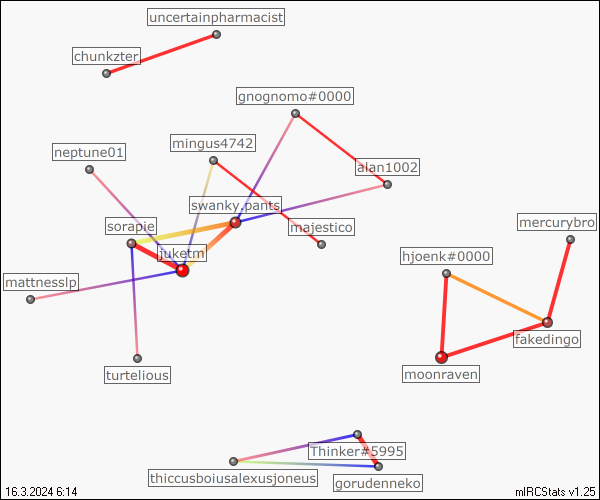 uncertainpharmacist
chunkzter
gnognomo#0000
mingus4742
neptune01
alan1002
swanky.pants
sorapie
majestico
mercurybro
juketm
hjoenk#0000
mattnesslp
fakedingo
turtelious
moonraven
Thinker#5995
thiccusboiusalexusjoneus
gorudenneko
16.3.2024 6:14
mIRCStats v1.25